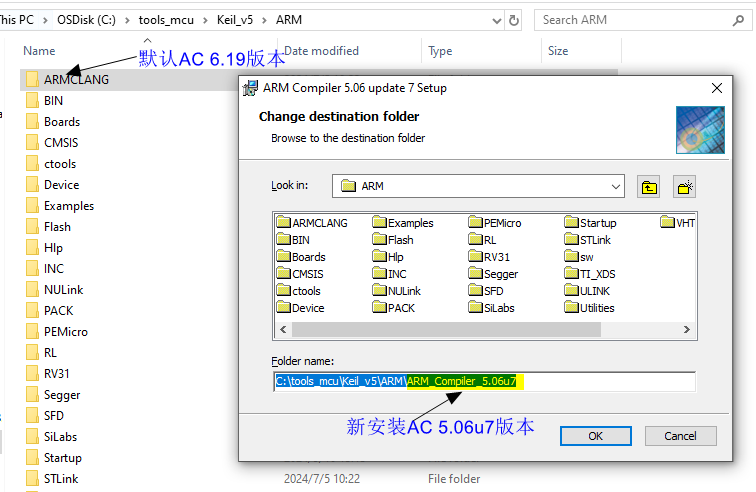 This PC > OSDisk (C:) > tools_mcu > Keil_v5 > ARM
Search ARM
Name
Date modified
Type
Size
默认AC 6.19版本
ARMCLANG
BIN
Boards
CMSIS
ctools
Device
Examples
Flash
Hlp
INC
NULink
PACK
PEMicro
RL
RV31
Segger
SFD
SiLabs
Startup
STLink
ARM Compiler 5.06 update 7 Setup
Change destination folder
Browse to the destination folder
Look in:
ARM
ARMCLANG Examples PEMicro Startup VHT
BIN Flash RL STLink
Boards Hlp RV31 sw
CMSIS INC Segger TI_XDS
ctools NULink SFD ULINK
Device PACK SiLabs Utilities
Folder name:
C:\tools_mcu\Keil_v5\ARM\ARM_Compiler_5.06u7
新安装AC 5.06u7版本
OK Cancel
2024/7/5 10:22 File folder